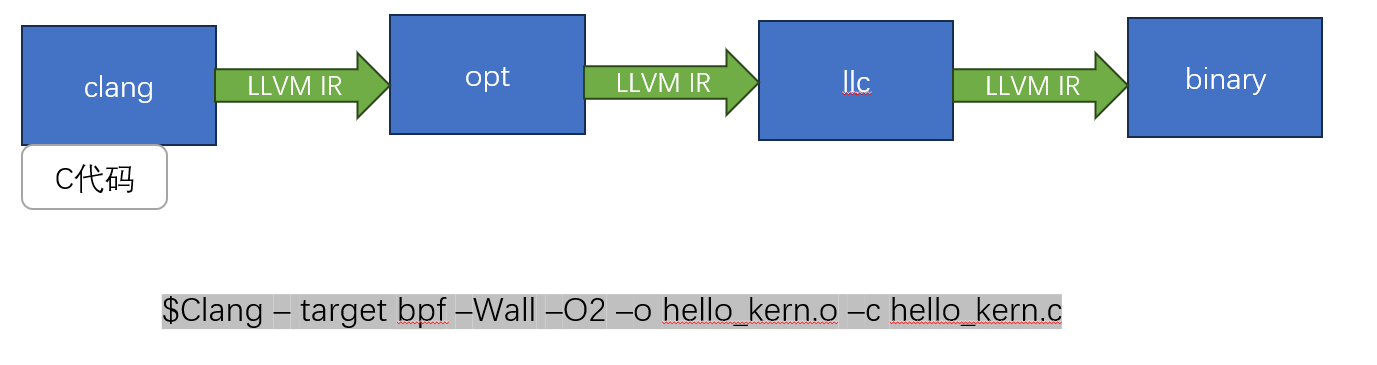 clang
LLVM IR
opt
LLVM IR
llc
LLVM IR
binary
C代码
$Clang – target bpf –Wall –O2 –o hello_kern.o –c hello_kern.c